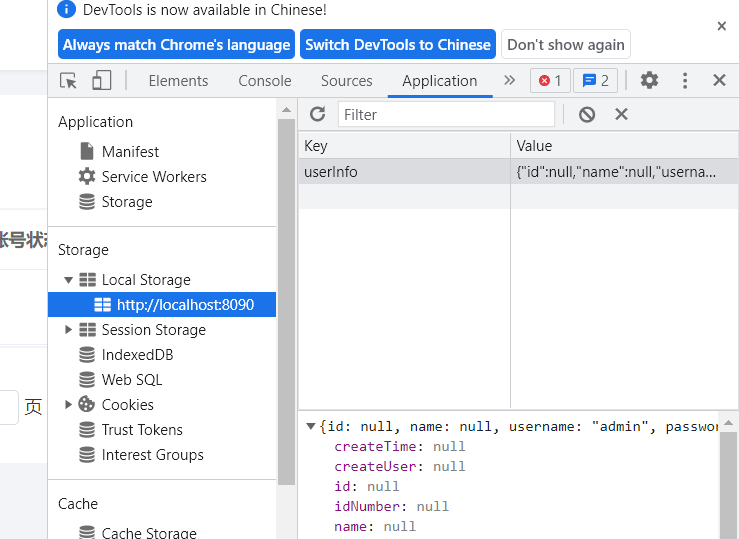 DevTools is now available in Chinese!
Always match Chrome's language
Switch DevTools to Chinese
Don't show again
Elements
Console
Sources
Application
1
2
Application
Manifest
Service Workers
Storage
Storage
Local Storage
http://localhost:8090
Session Storage
IndexedDB
Web SQL
Cookies
Trust Tokens
Interest Groups
Cache
Cache Storage
Filter
Key
Value
userInfo
{"id":null,"name":null,"userna...
{id: null, name: null, username: "admin", passwor
createTime: null
createUser: null
id: null
idNumber: null
name: null
账号状态
页